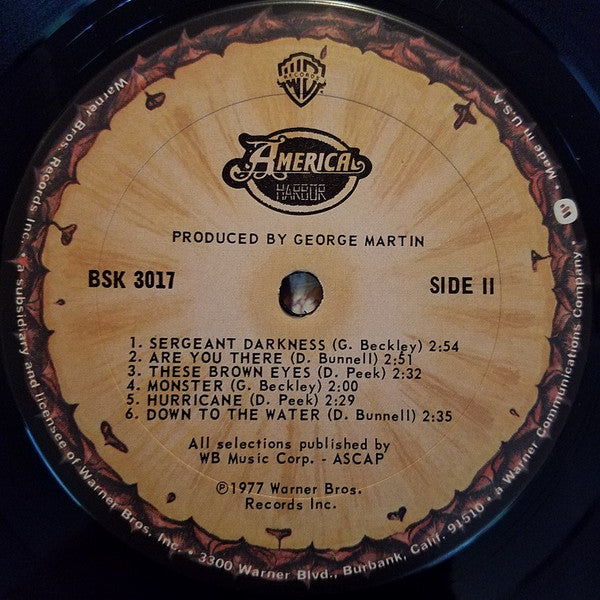 WB
RECORDS
AMERICA
HARBOR
PRODUCED BY GEORGE MARTIN
BSK 3017
SIDE II
1. SERGEANT DARKNESS (G. Beckley) 2:54
2. ARE YOU THERE (D. Bunnell) 2:51
3. THESE BROWN EYES (D. Peek) 2:32
4. MONSTER (G. Beckley) 2:00
5. HURRICANE (D. Peek) 2:29
6. DOWN TO THE WATER (D. Bunnell) 2:35
All selections published by
WB Music Corp. - ASCAP
℗1977 Warner Bros.
Records Inc.
Warner Bros. Records Inc. • a subsidiary and licensee of Warner Bros. Inc. • 3300 Warner Blvd., Burbank, Calif. 91510 • a Warner Communications Company • Made in U.S.A.